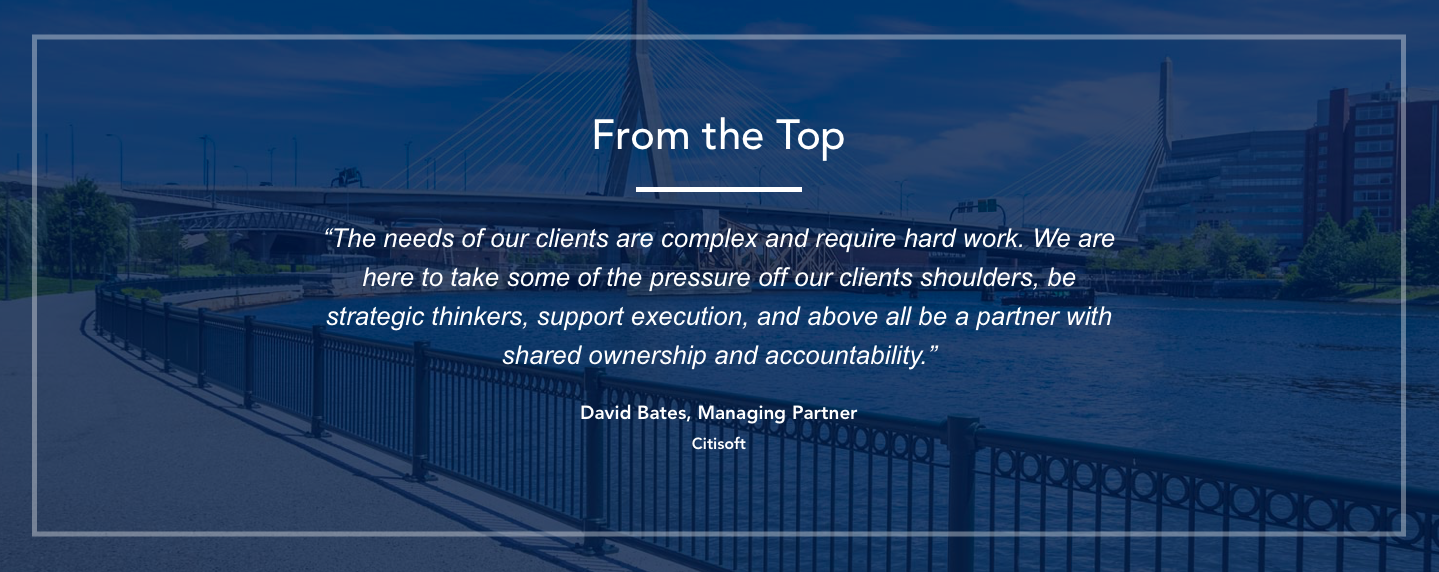 From the Top
“The needs of our clients are complex and require hard work. We are
here to take some of the pressure off our clients shoulders, be
strategic thinkers, support execution, and above all be a partner with
shared ownership and accountability.”
David Bates, Managing Partner
Citisoft